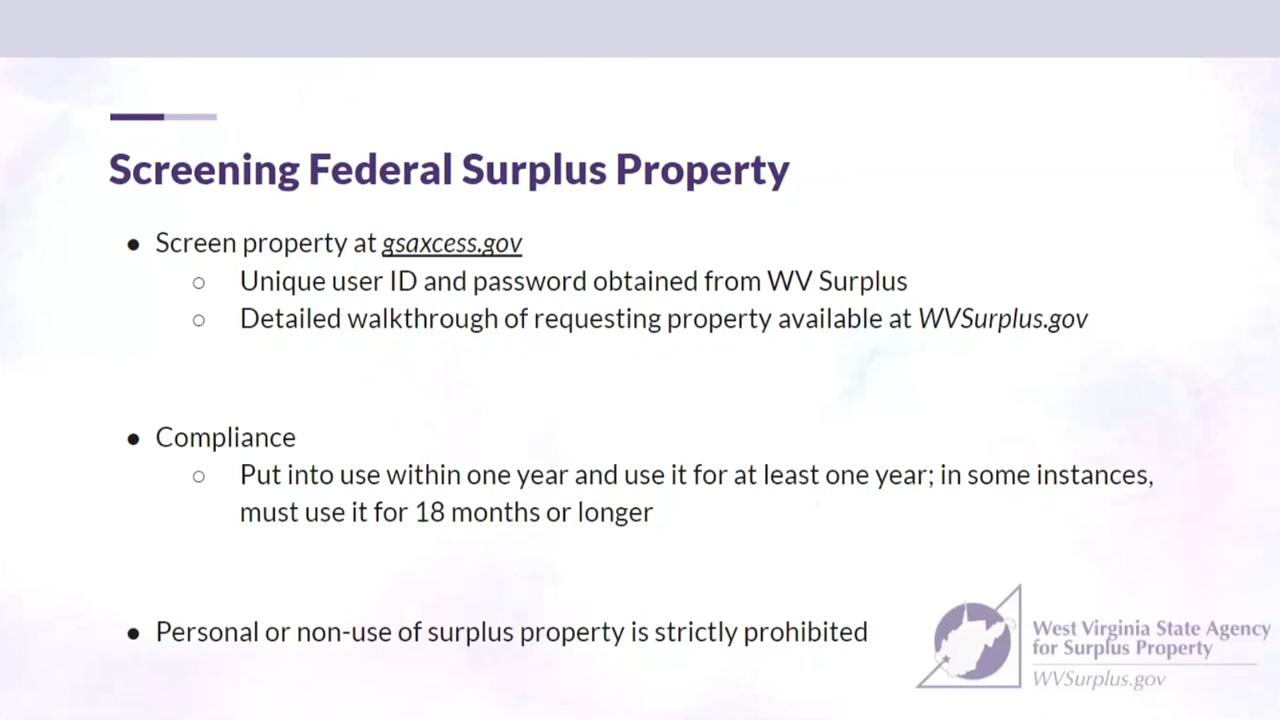 Screening Federal Surplus Property
● Screen property at gsaxcess.gov
○ Unique user ID and password obtained from WV Surplus
○ Detailed walkthrough of requesting property available at WVSurplus.gov
● Compliance
○ Put into use within one year and use it for at least one year; in some instances,
must use it for 18 months or longer
● Personal or non-use of surplus property is strictly prohibited
West Virginia State Agency
for Surplus Property
WVSurplus.gov